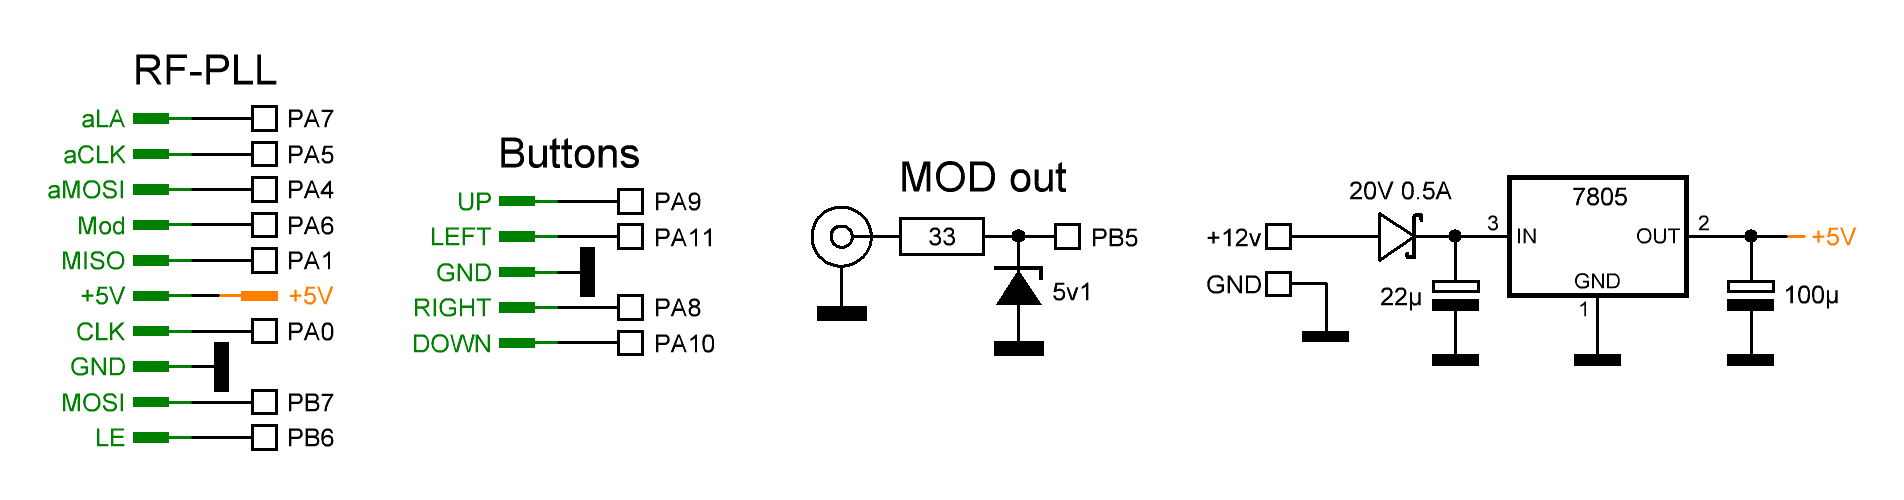 RF-PLL
aLA PA7
aCLK PA5
aMOSI PA4
Mod PA6
MISO PA1
+5V +5V
CLK PA0
GND
MOSI PB7
LE PB6
Buttons
UP PA9
LEFT PA11
GND
RIGHT PA8
DOWN PA10
MOD out
33 PB5
5v1
20V 0.5A
7805
+12v
3 IN OUT 2
+5V
GND
22µ
GND
1
100µ